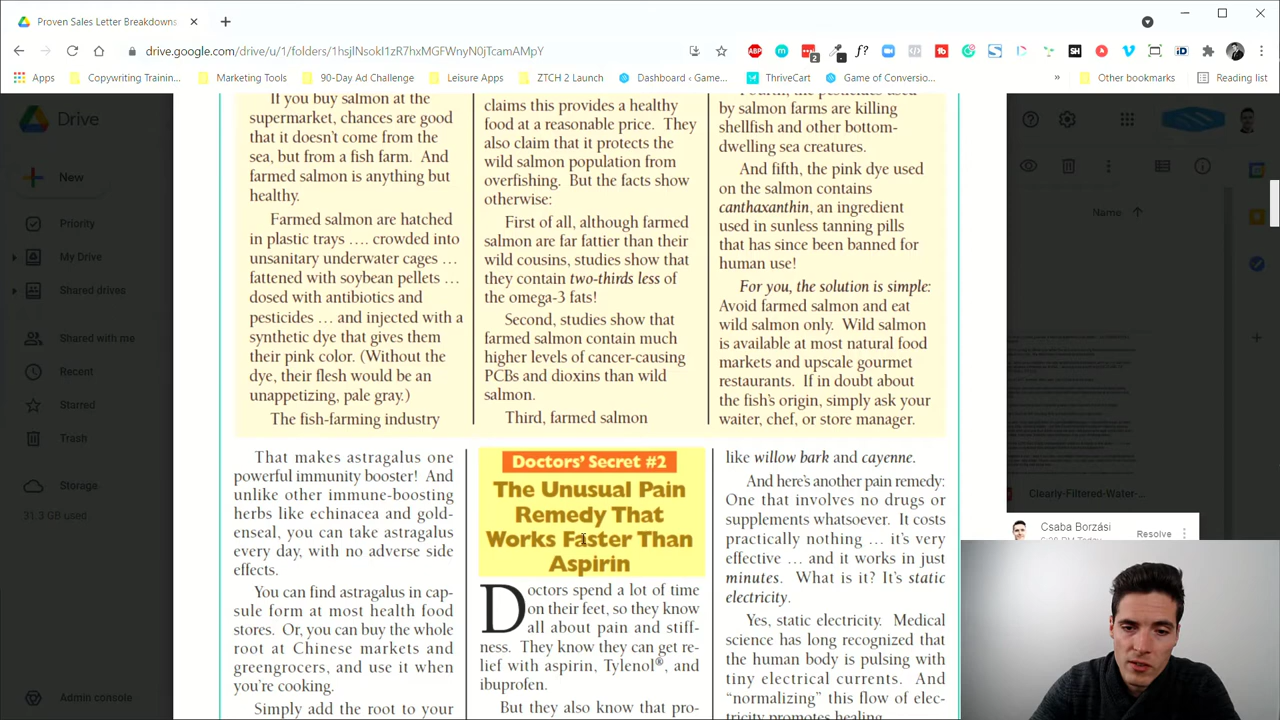 Proven Sales Letter Breakdowns
drive.google.com/drive/u/1/folders/1hsjlNsokI1zR7hxMGFWnyN0jTcamAMpY
Apps
Copywriting Trainin...
Marketing Tools
90-Day Ad Challenge
Leisure Apps
ZTCH 2 Launch
Dashboard ‹ Game...
ThriveCart
Game of Conversio...
»
Other bookmarks
Reading list
Drive
New
Priority
My Drive
Shared drives
Shared with me
Recent
Starred
Trash
Storage
31.3 GB used
Admin console
If you buy salmon at the
supermarket, chances are good
that it doesn't come from the
sea, but from a fish farm. And
farmed salmon is anything but
healthy.
Farmed salmon are hatched
in plastic trays …. crowded into
unsanitary underwater cages …
fattened with soybean pellets …
dosed with antibiotics and
pesticides … and injected with a
synthetic dye that gives them
their pink color. (Without the
dye, their flesh would be an
unappetizing, pale gray.)
The fish-farming industry
claims this provides a healthy
food at a reasonable price. They
also claim that it protects the
wild salmon population from
overfishing. But the facts show
otherwise:
First of all, although farmed
salmon are far fattier than their
wild cousins, studies show that
they contain two-thirds less of
the omega-3 fats!
Second, studies show that
farmed salmon contain much
higher levels of cancer-causing
PCBs and dioxins than wild
salmon.
Third, farmed salmon
Fourth, the pesticides used
by salmon farms are killing
shellfish and other bottom-
dwelling sea creatures.
And fifth, the pink dye used
on the salmon contains
canthaxanthin, an ingredient
used in sunless tanning pills
that has since been banned for
human use!
For you, the solution is simple:
Avoid farmed salmon and eat
wild salmon only. Wild salmon
is available at most natural food
markets and upscale gourmet
restaurants. If in doubt about
the fish's origin, simply ask your
waiter, chef, or store manager.
That makes astragalus one
powerful immunity booster! And
unlike other immune-boosting
herbs like echinacea and gold-
enseal, you can take astragalus
every day, with no adverse side
effects.
You can find astragalus in cap-
sule form at most health food
stores. Or, you can buy the whole
root at Chinese markets and
greengrocers, and use it when
you're cooking.
Simply add the root to your
Doctors' Secret #2
The Unusual Pain
Remedy That
Works Faster Than
Aspirin
Doctors spend a lot of time
on their feet, so they know
all about pain and stiff-
ness. They know they can get re-
lief with aspirin, Tylenol®, and
ibuprofen.
But they also know that pro-
like willow bark and cayenne.
And here's another pain remedy:
One that involves no drugs or
supplements whatsoever. It costs
practically nothing … it's very
effective … and it works in just
minutes. What is it? It's static
electricity.
Yes, static electricity. Medical
science has long recognized that
the human body is pulsing with
tiny electrical currents. And
"normalizing" this flow of elec-
tricity promotes healing.
Name
Clearly-Filtered-Water-...
Csaba Borzási
Resolve